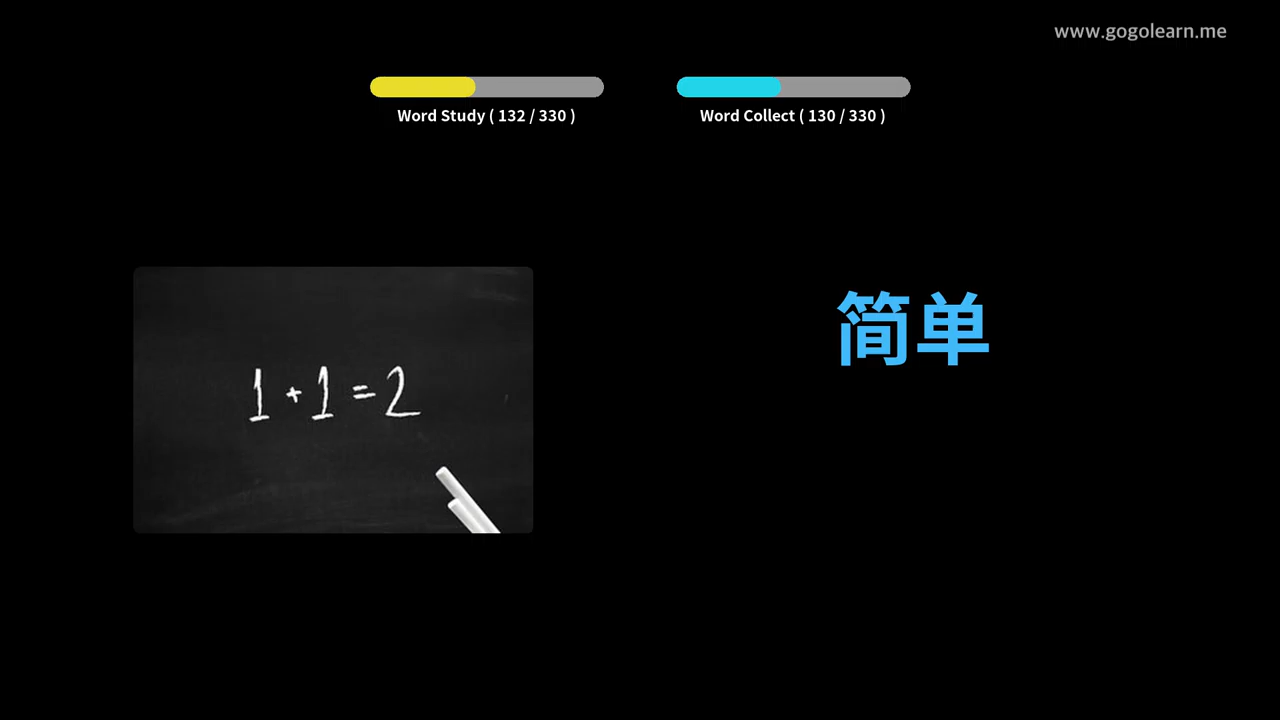 www.gogolearn.me
Word Study ( 132 / 330 )
Word Collect ( 130 / 330 )
1 + 1 = 2
简单